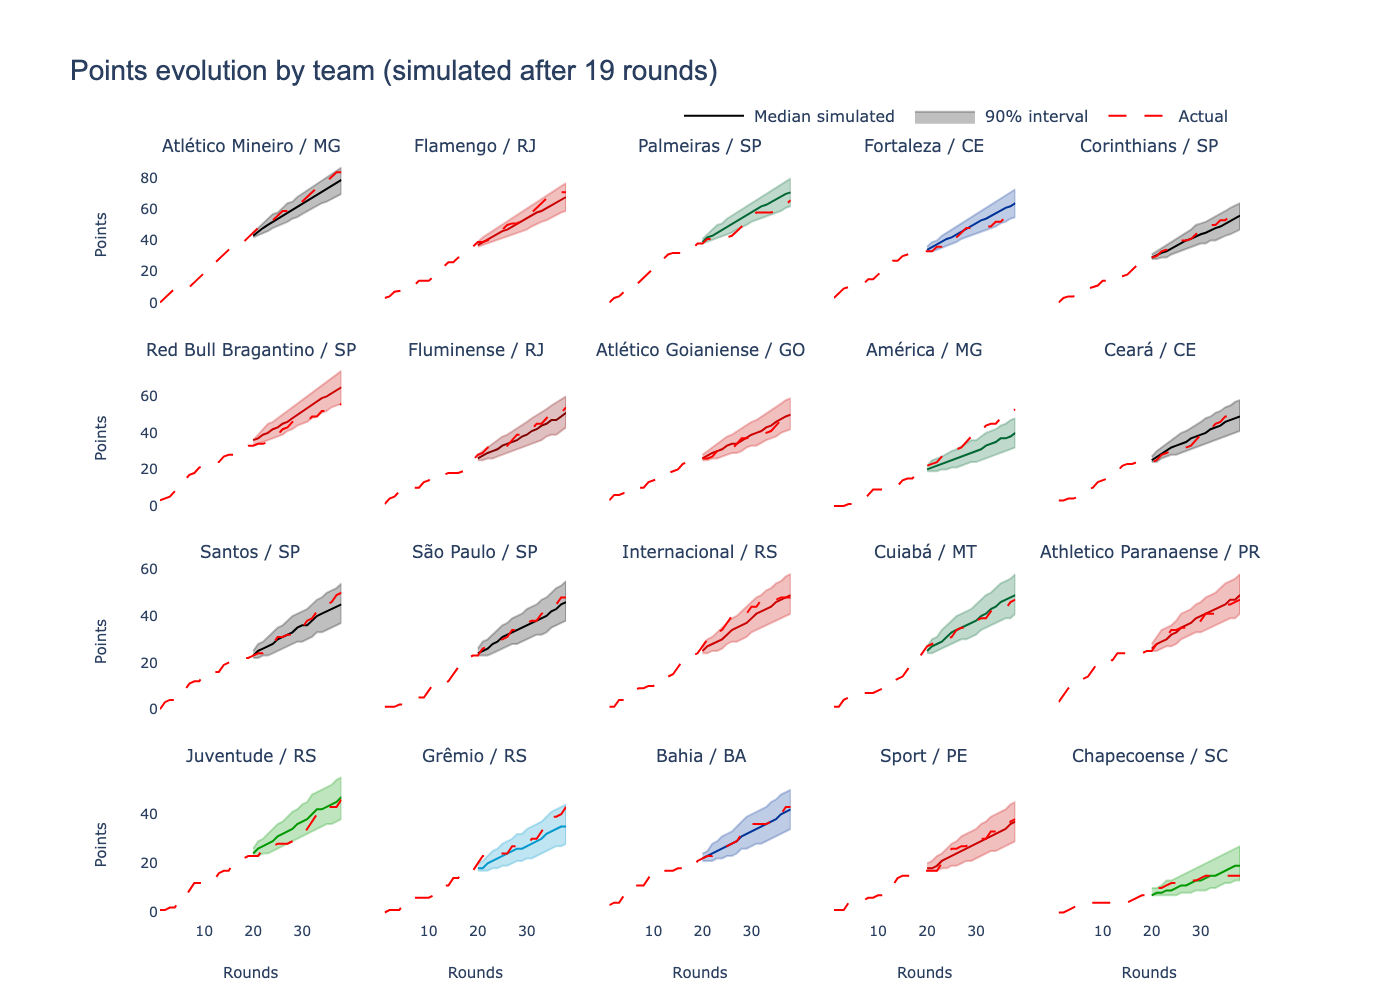 Points evolution by team (simulated after 19 rounds)
Median simulated 90% interval Actual
Atlético Mineiro / MG Flamengo / RJ Palmeiras / SP Fortaleza / CE Corinthians / SP
80
60
40
20
0
Points
Red Bull Bragantino / SP Fluminense / RJ Atlético Goianiense / GO América / MG Ceará / CE
60
40
20
0
Points
Santos / SP São Paulo / SP Internacional / RS Cuiabá / MT Athletico Paranaense / PR
60
40
20
0
Points
Juventude / RS Grêmio / RS Bahia / BA Sport / PE Chapecoense / SC
40
20
0
Points
10 20 30 10 20 30 10 20 30 10 20 30 10 20 30
Rounds Rounds Rounds Rounds Rounds